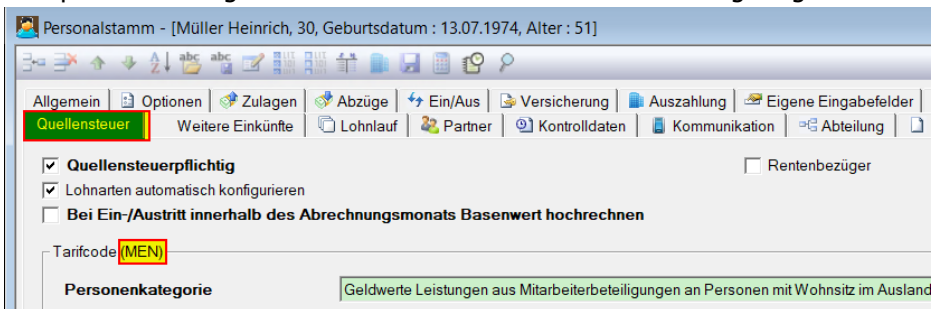 Personalstamm - [Müller Heinrich, 30, Geburtsdatum : 13.07.1974, Alter : 51]
Allgemein Optionen Zulagen Abzüge Ein/Aus Versicherung Auszahlung Eigene Eingabefelder
Quellensteuer Weitere Einkünfte Lohnlauf Partner Kontrolldaten Kommunikation Abteilung
Quellensteuerpflichtig Rentenbezüger
Lohnarten automatisch konfigurieren
Bei Ein-/Austritt innerhalb des Abrechnungsmonats Basenwert hochrechnen
Tarifcode (MEN)
Personenkategorie Geldwerte Leistungen aus Mitarbeiterbeteiligungen an Personen mit Wohnsitz im Ausland